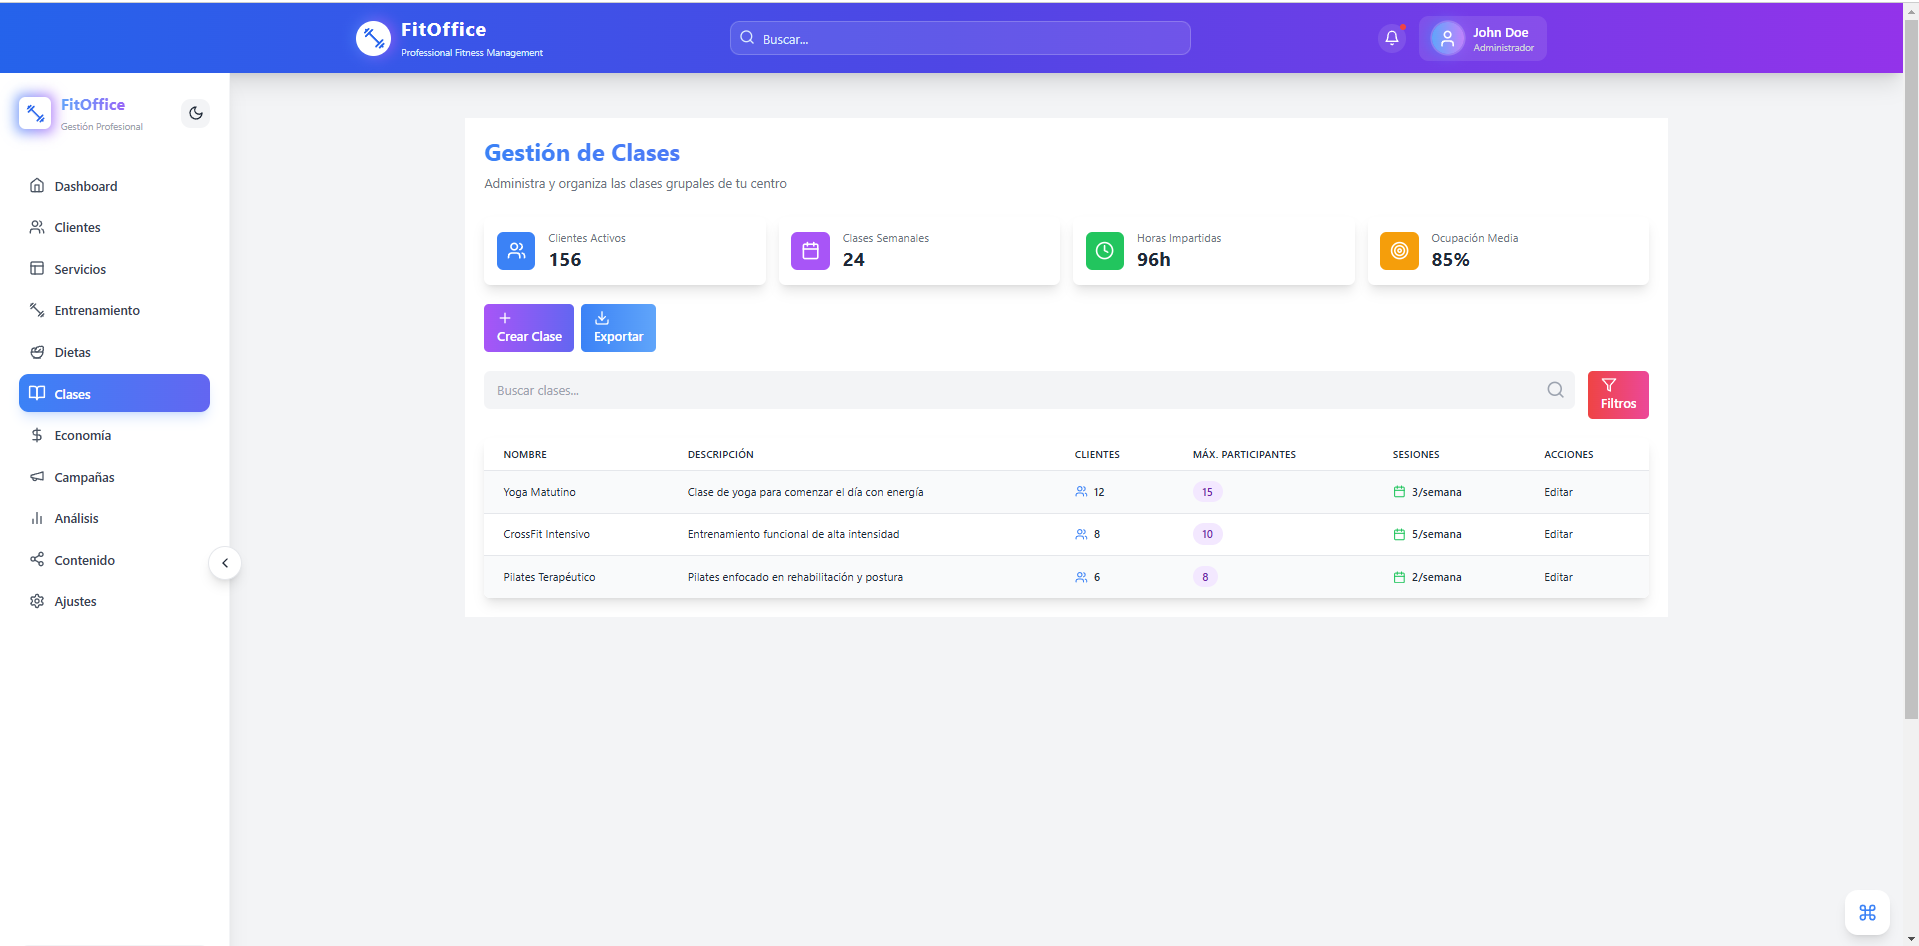 FitOffice
Professional Fitness Management
Buscar...
John Doe
Administrador
FitOffice
Gestión Profesional
Dashboard
Clientes
Servicios
Entrenamiento
Dietas
Clases
Economía
Campañas
Análisis
Contenido
Ajustes
Gestión de Clases
Administra y organiza las clases grupales de tu centro
Clientes Activos
156
Clases Semanales
24
Horas Impartidas
96h
Ocupación Media
85%
Crear Clase
Exportar
Buscar clases...
Filtros
NOMBRE DESCRIPCIÓN CLIENTES MÁX. PARTICIPANTES SESIONES ACCIONES
Yoga Matutino Clase de yoga para comenzar el día con energía 12 15 3/semana Editar
CrossFit Intensivo Entrenamiento funcional de alta intensidad 8 10 5/semana Editar
Pilates Terapéutico Pilates enfocado en rehabilitación y postura 6 8 2/semana Editar